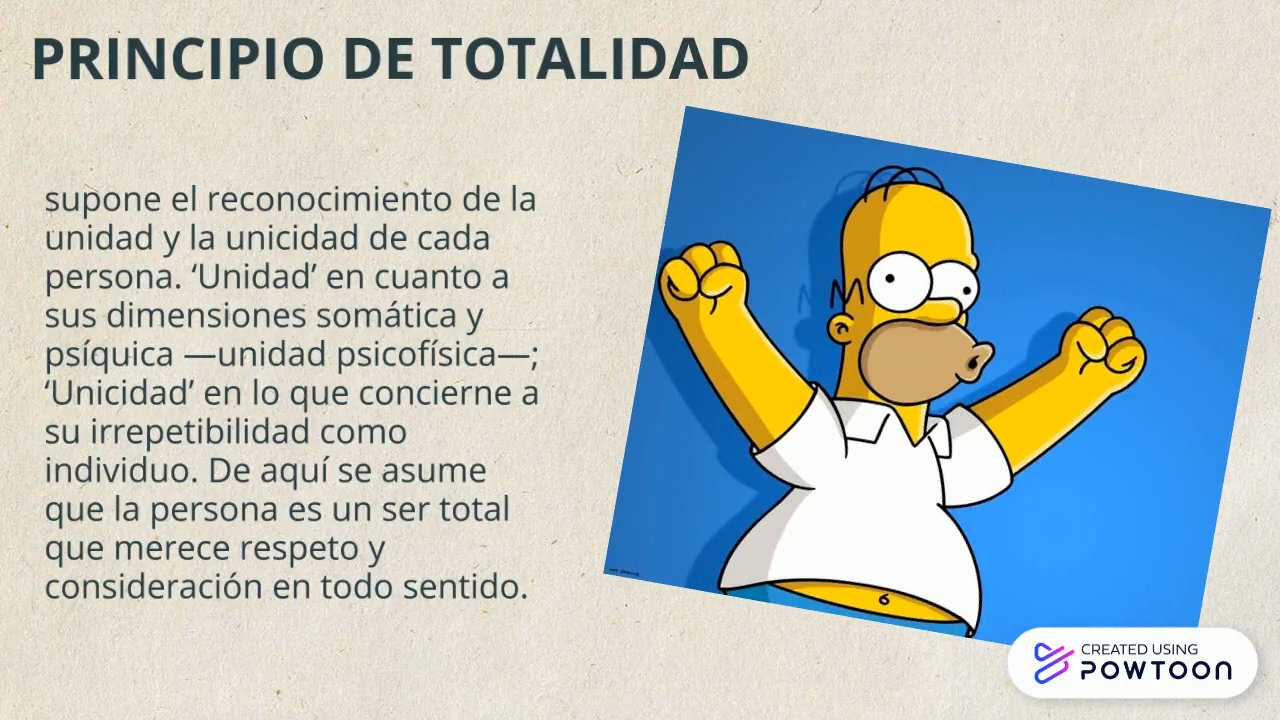 PRINCIPIO DE TOTALIDAD
supone el reconocimiento de la
unidad y la unicidad de cada
persona. ‘Unidad’ en cuanto a
sus dimensiones somática y
psíquica —unidad psicofísica—;
‘Unicidad’ en lo que concierne a
su irrepetibilidad como
individuo. De aquí se asume
que la persona es un ser total
que merece respeto y
consideración en todo sentido.
CREATED USING
POWTOON